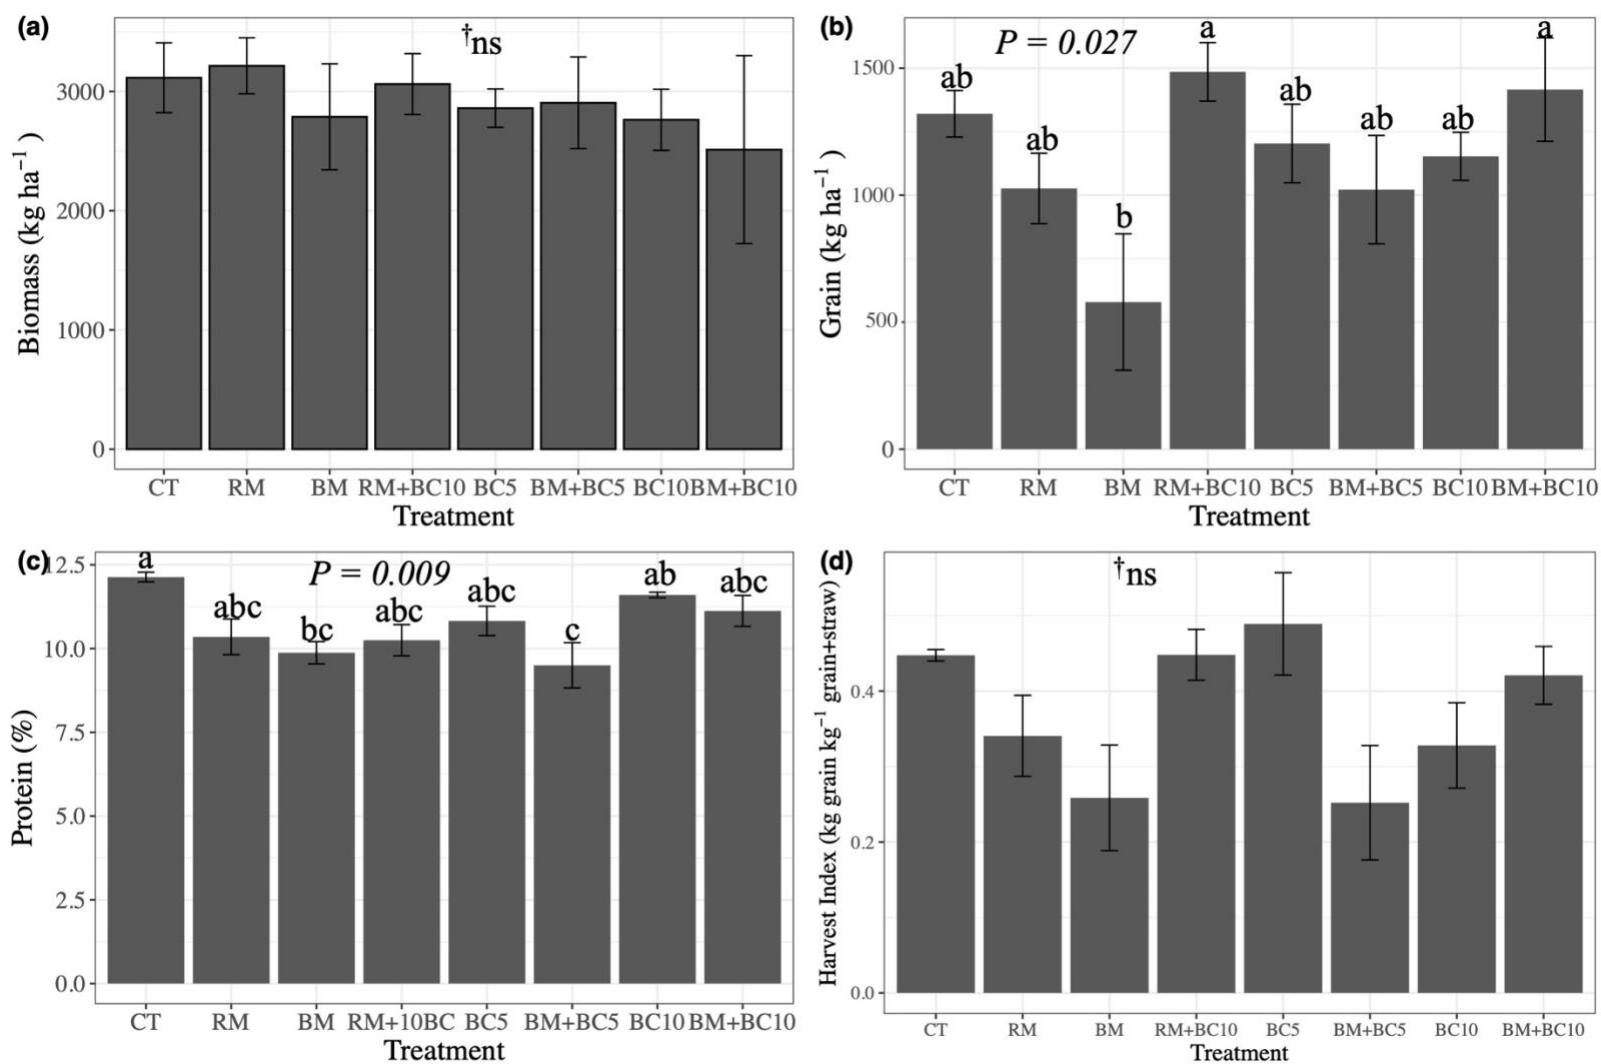 (a)
†ns
Biomass (kg ha⁻¹ )
3000
2000
1000
0
CT RM BM RM+BC10 BC5 BM+BC5 BC10 BM+BC10
Treatment
(b)
P = 0.027
Grain (kg ha⁻¹ )
1500
1000
500
0
ab ab b a ab ab ab a
CT RM BM RM+BC10 BC5 BM+BC5 BC10 BM+BC10
Treatment
(c)
P = 0.009
Protein (%)
12.5
10.0
7.5
5.0
2.5
0.0
a abc bc abc abc c ab abc
CT RM BM RM+10BC BC5 BM+BC5 BC10 BM+BC10
Treatment
(d)
†ns
Harvest Index (kg grain kg⁻¹ grain+straw)
0.4
0.2
0.0
CT RM BM RM+BC10 BC5 BM+BC5 BC10 BM+BC10
Treatment